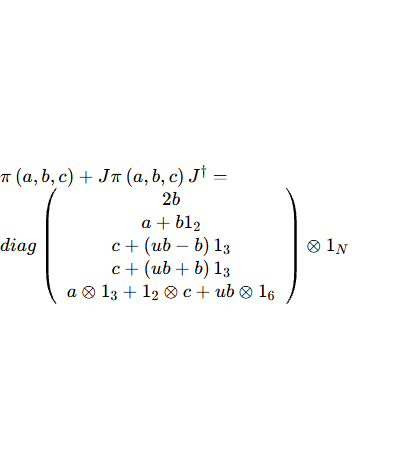 π (a, b, c) + Jπ (a, b, c) J† =
diag ( 2b
a + b1₂
c + (ub − b) 1₃
c + (ub + b) 1₃
a ⊗ 1₃ + 1₂ ⊗ c + ub ⊗ 1₆ ) ⊗ 1_N